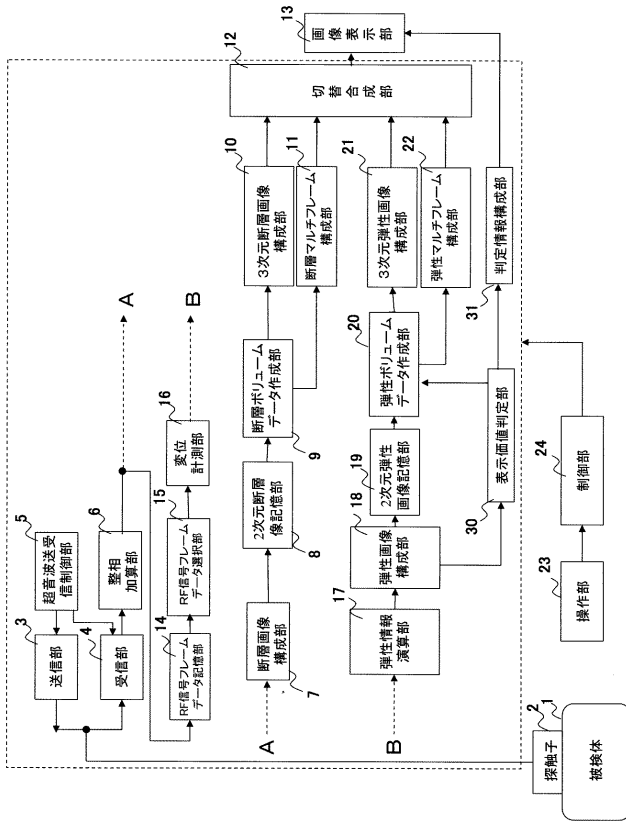 1
被検体
2
探触子
3
送信部
4
受信部
5
超音波送受
信制御部
6
整相
加算部
A
14
RF信号フレーム
データ記憶部
15
RF信号フレーム
データ選択部
16
変位
計測部
B
A
断層画像
構成部
7
2次元断層
像記憶部
8
断層ボリューム
データ作成部
9
10
3次元断層画像
構成部
11
断層マルチフレーム
構成部
12
切替合成部
13
画像表示部
B
17
弾性情報
演算部
18
弾性画像
構成部
19
2次元弾性
画像記憶部
20
弾性ボリューム
データ作成部
21
3次元弾性画像
構成部
22
弾性マルチフレーム
構成部
30
表示価値判定部
31
判定情報構成部
23
操作部
24
制御部